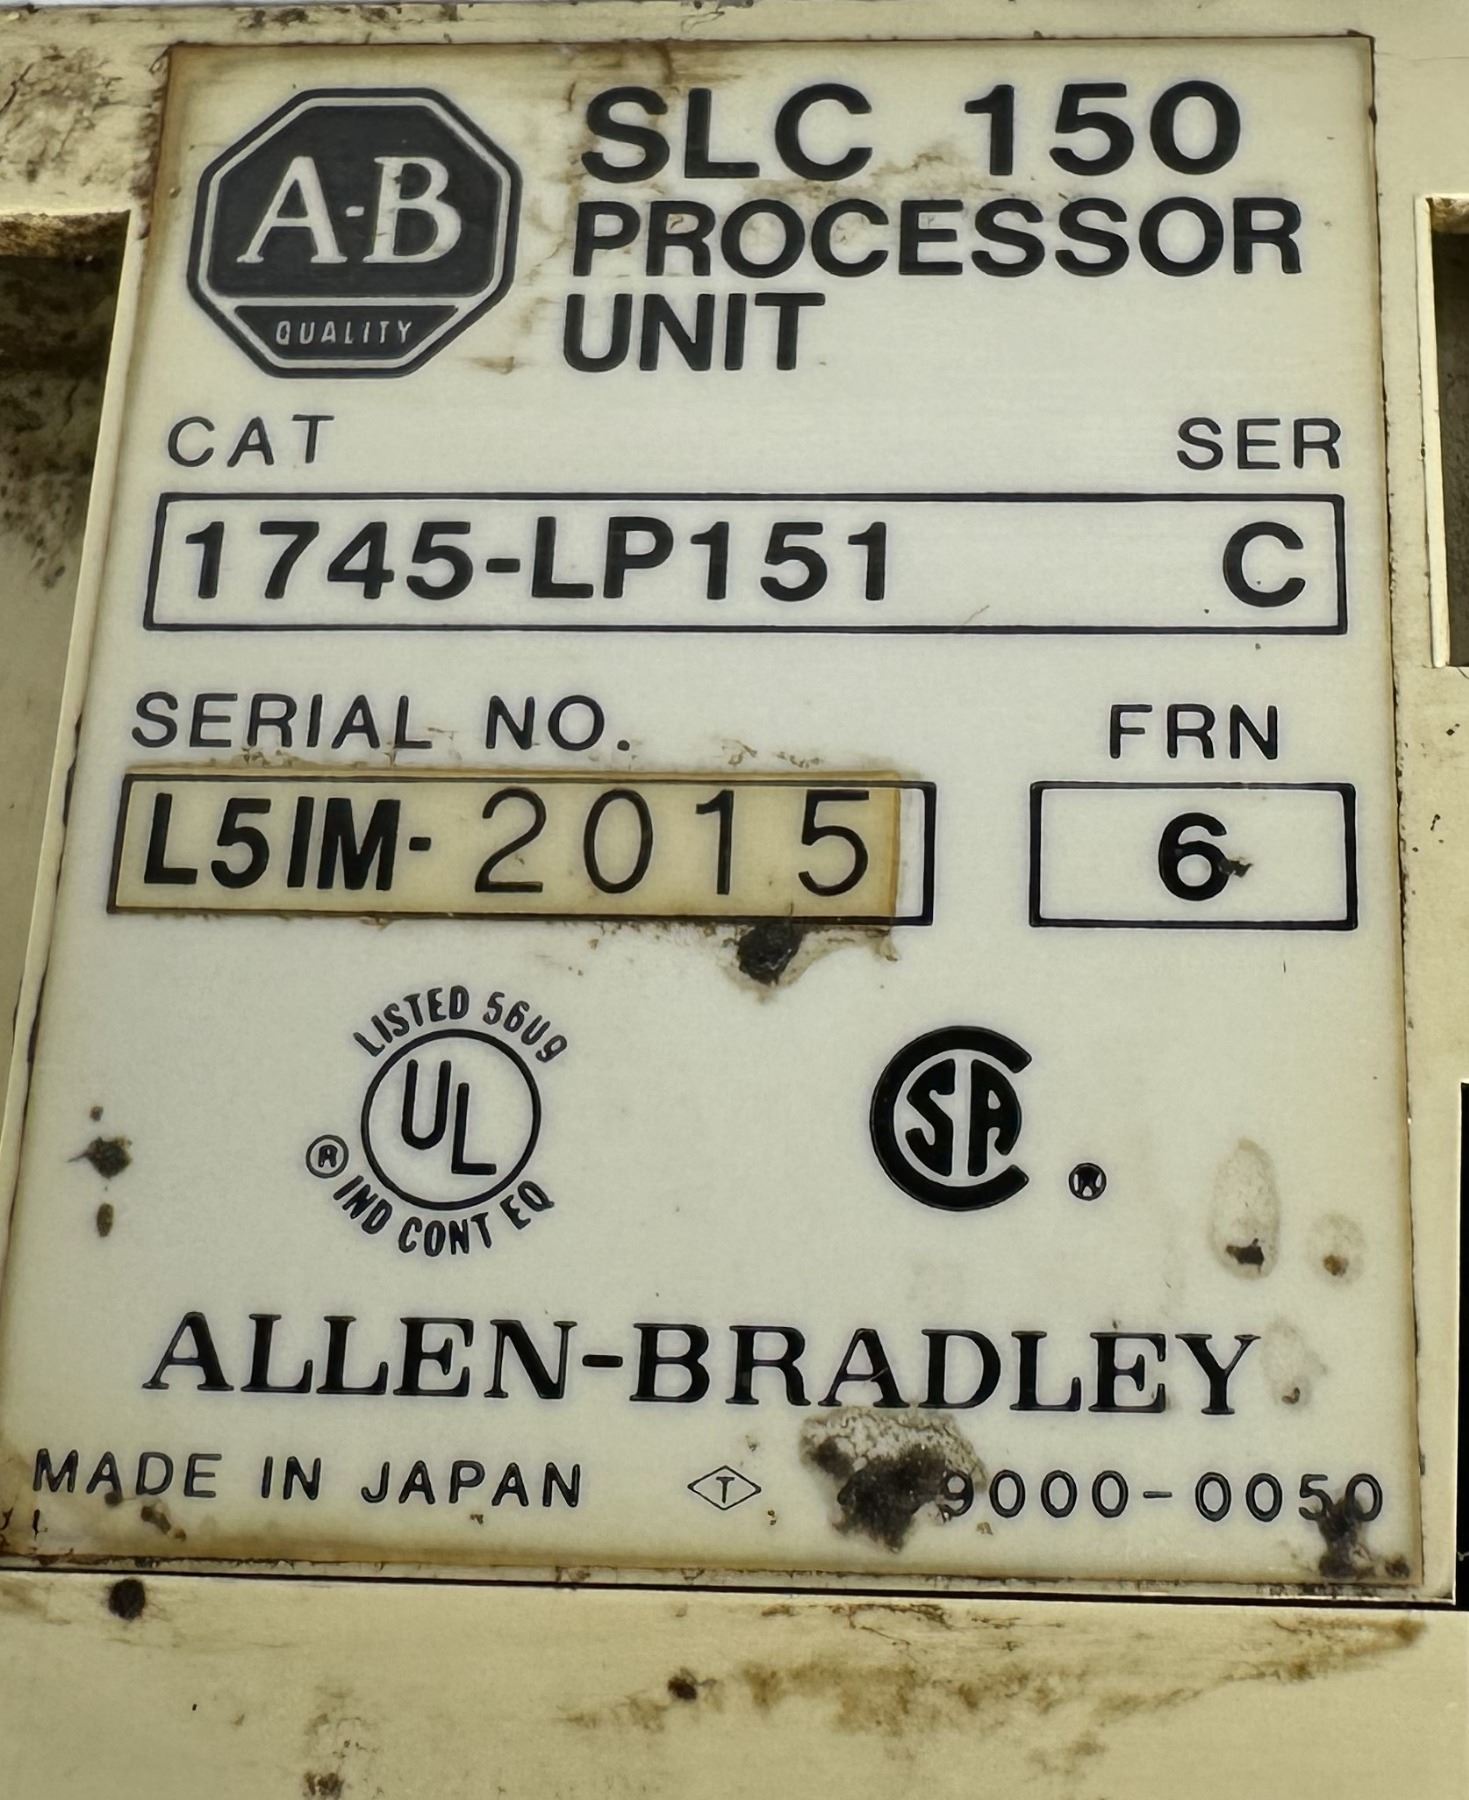 A-B
QUALITY
SLC 150
PROCESSOR
UNIT
CAT SER
1745-LP151 C
SERIAL NO. FRN
L5IM-2015 6
LISTED 56U9
UL
® IND CONT EQ
CSA ®
ALLEN-BRADLEY
MADE IN JAPAN T 9000-0050